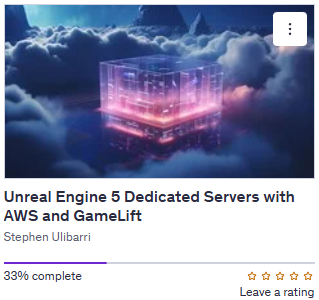 Unreal Engine 5 Dedicated Servers with
AWS and GameLift
Stephen Ulibarri
33% complete
Leave a rating